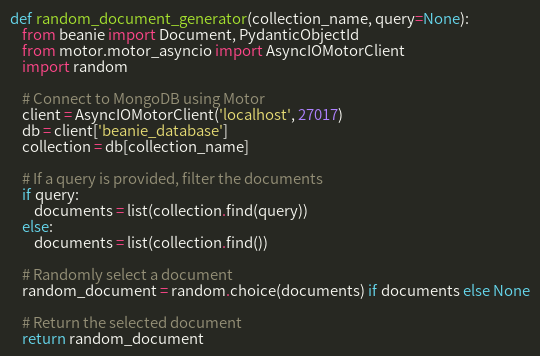 def random_document_generator(collection_name, query=None):
    from beanie import Document, PydanticObjectId
    from motor.motor_asyncio import AsyncIOMotorClient
    import random

    # Connect to MongoDB using Motor
    client = AsyncIOMotorClient('localhost', 27017)
    db = client['beanie_database']
    collection = db[collection_name]

    # If a query is provided, filter the documents
    if query:
        documents = list(collection.find(query))
    else:
        documents = list(collection.find())

    # Randomly select a document
    random_document = random.choice(documents) if documents else None

    # Return the selected document
    return random_document